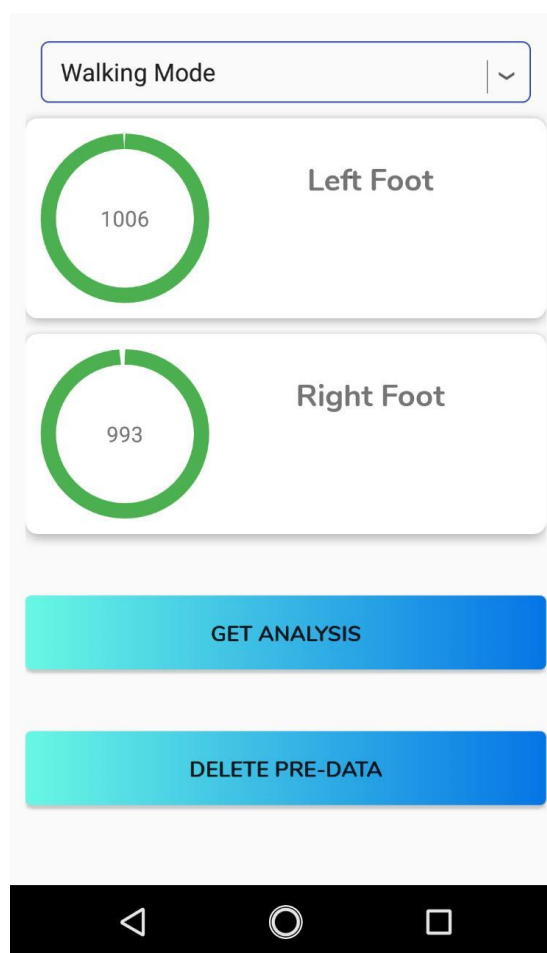 Walking Mode
Left Foot
1006
Right Foot
993
GET ANALYSIS
DELETE PRE-DATA